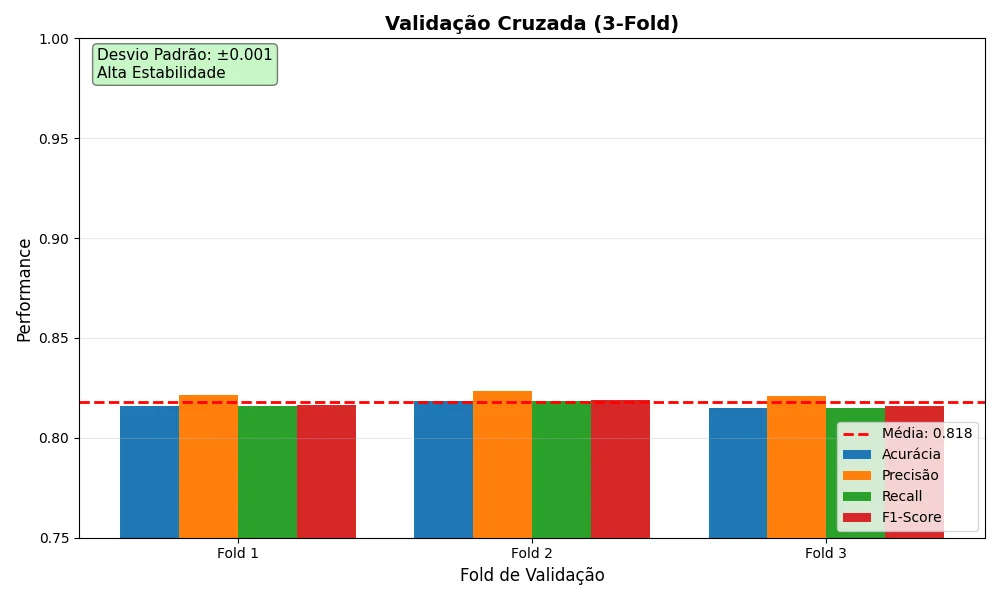 Validação Cruzada (3-Fold)
Desvio Padrão: ±0.001
Alta Estabilidade
Performance
1.00
0.95
0.90
0.85
0.80
0.75
Média: 0.818
Acurácia
Precisão
Recall
F1-Score
Fold 1
Fold 2
Fold 3
Fold de Validação